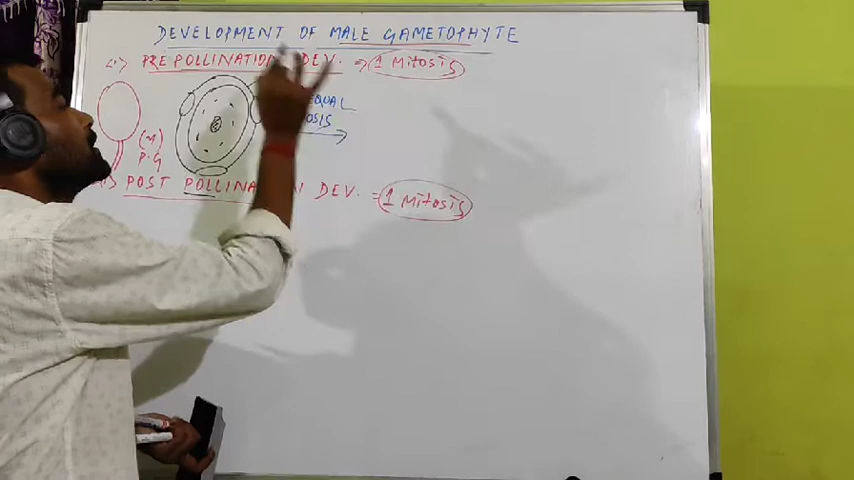 DEVELOPMENT OF MALE GAMETOPHYTE
PRE POLLINATION DEV. ⇒ 1 Mitosis
(M)
P.G
POST POLLINA DEV. = 1 Mitosis